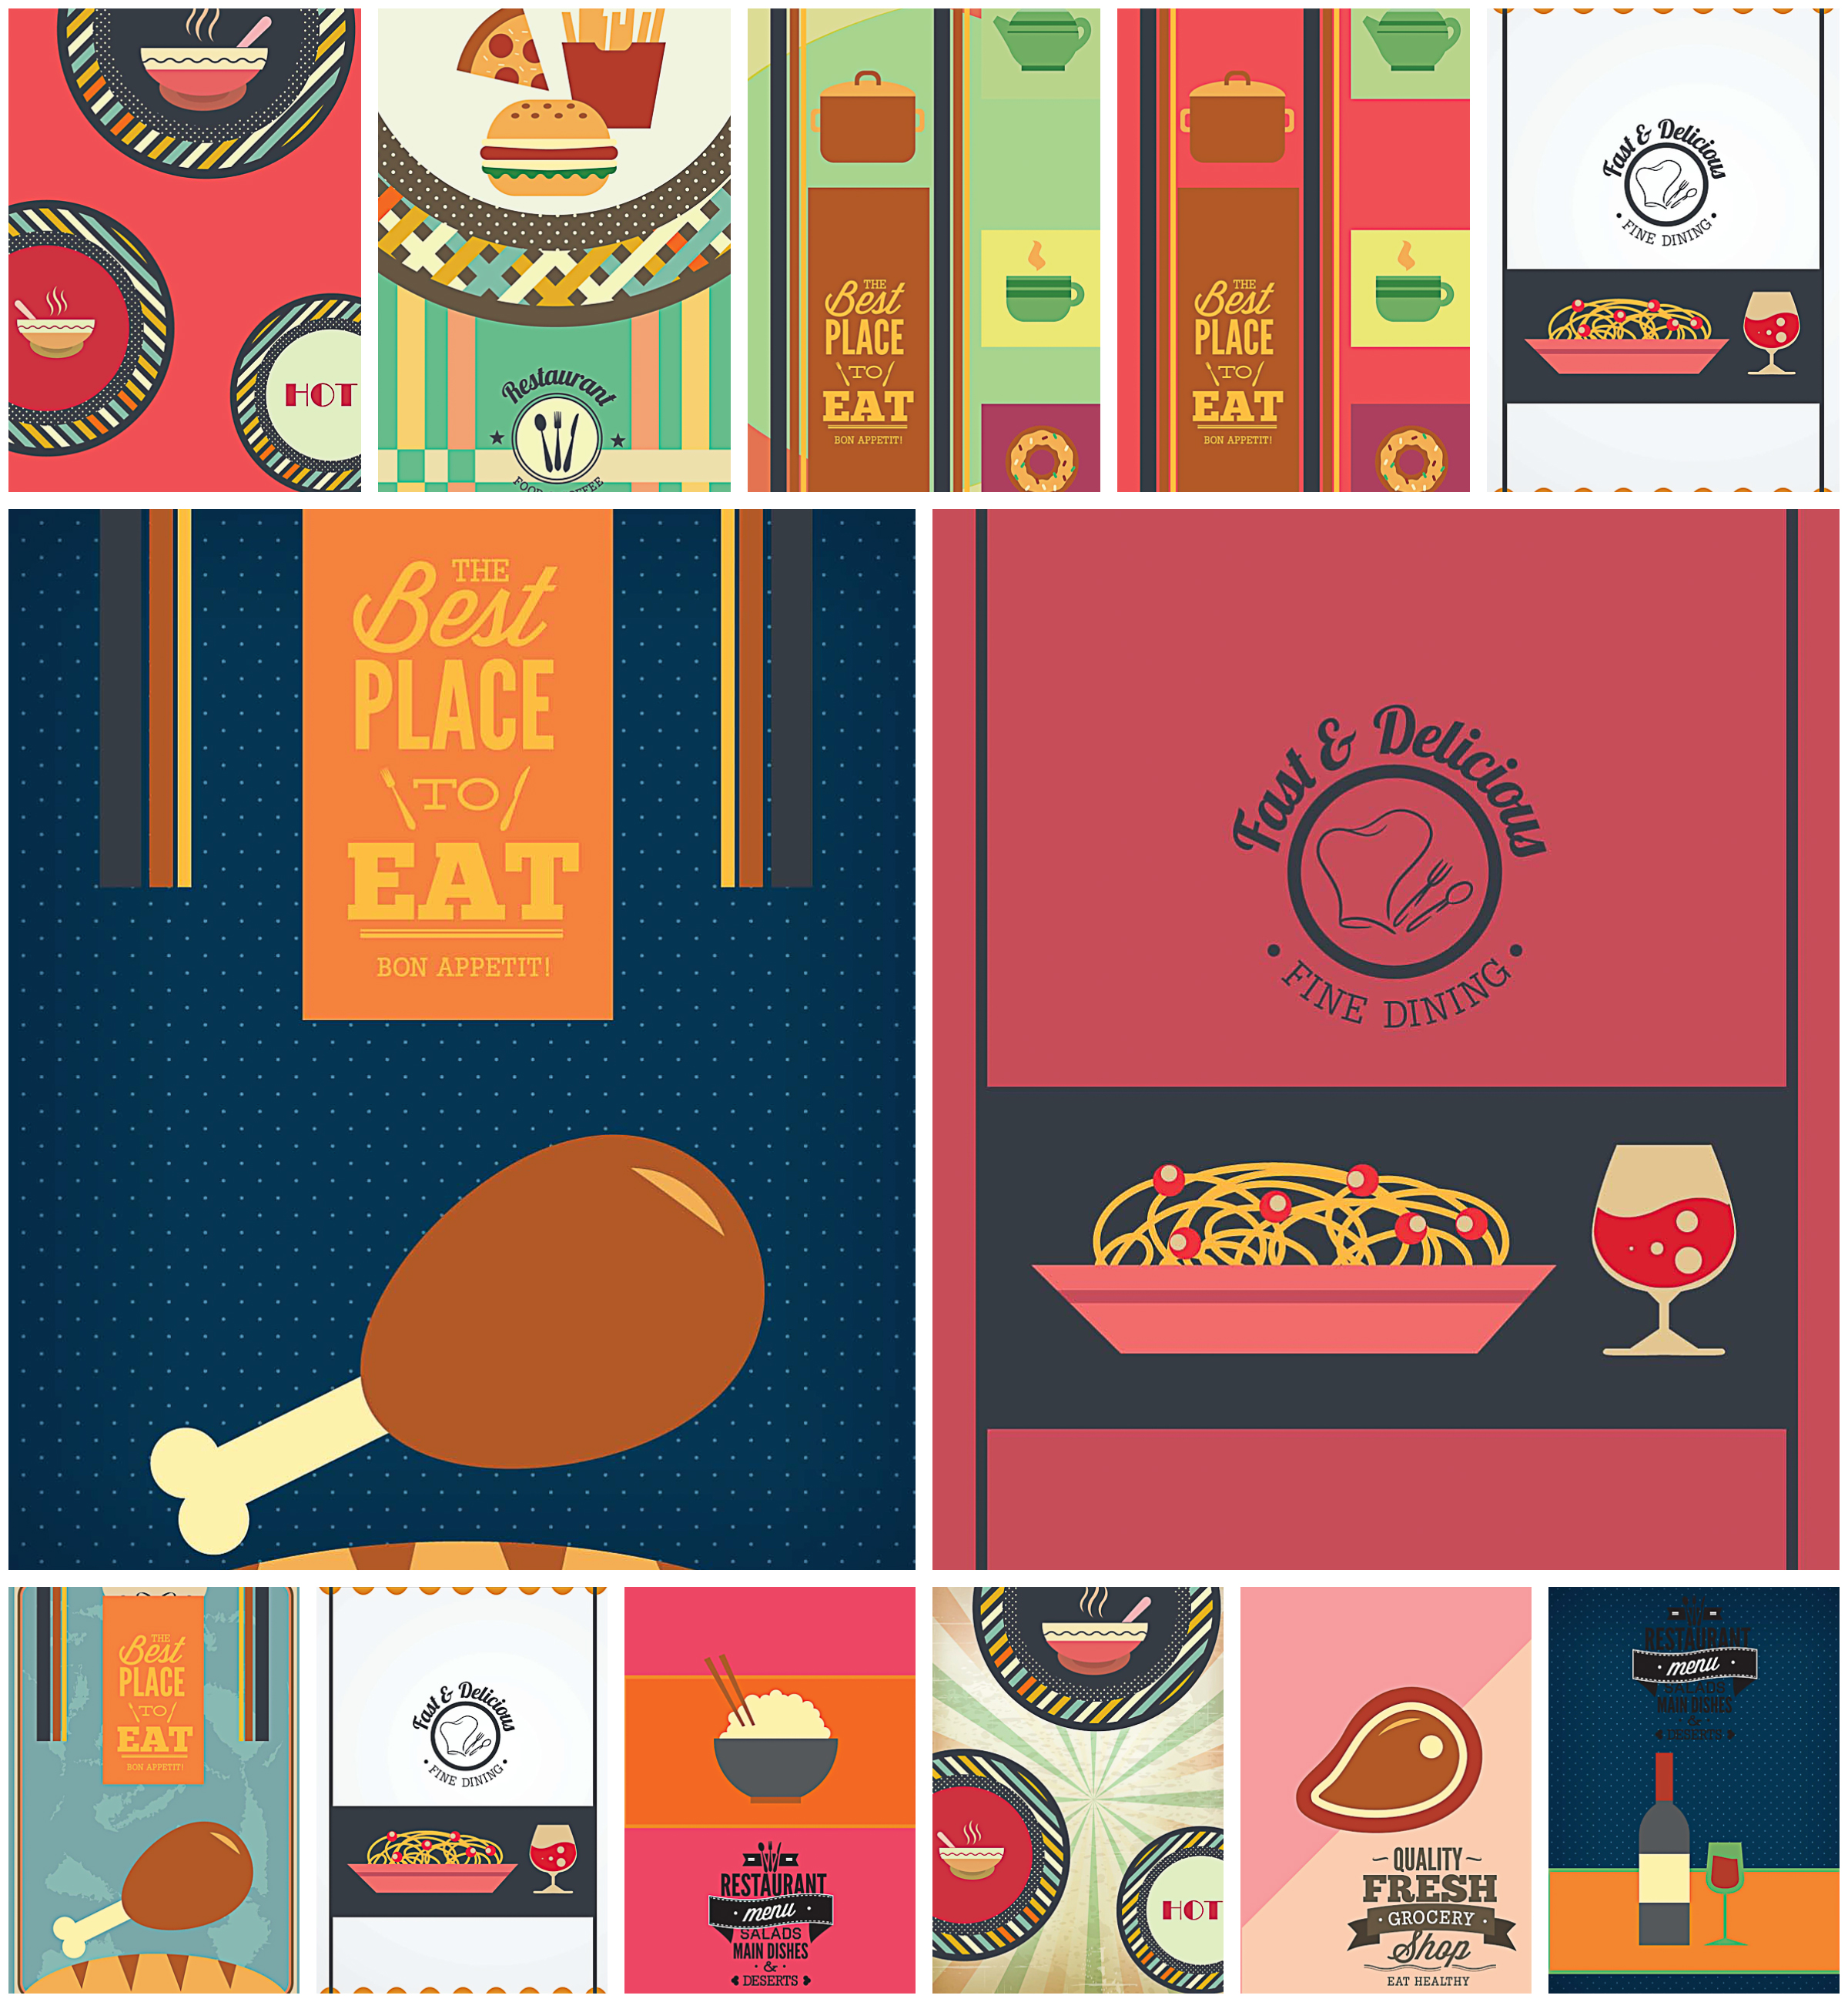 HOT
Restaurant
THE
Best
PLACE
TO
EAT
BON APPETIT!
THE
Best
PLACE
TO
EAT
BON APPETIT!
Fast & Delicious
FINE DINING
THE
Best
PLACE
TO
EAT
BON APPETIT!
Fast & Delicious
FINE DINING
THE
Best
PLACE
TO
EAT
BON APPETIT!
Fast & Delicious
FINE DINING
RESTAURANT
menu
SALADS
MAIN DISHES
&
DESERTS
HOT
QUALITY
FRESH
GROCERY
Shop
EAT HEALTHY
RESTAURANT
menu
SALADS
MAIN DISHES
&
DESERTS